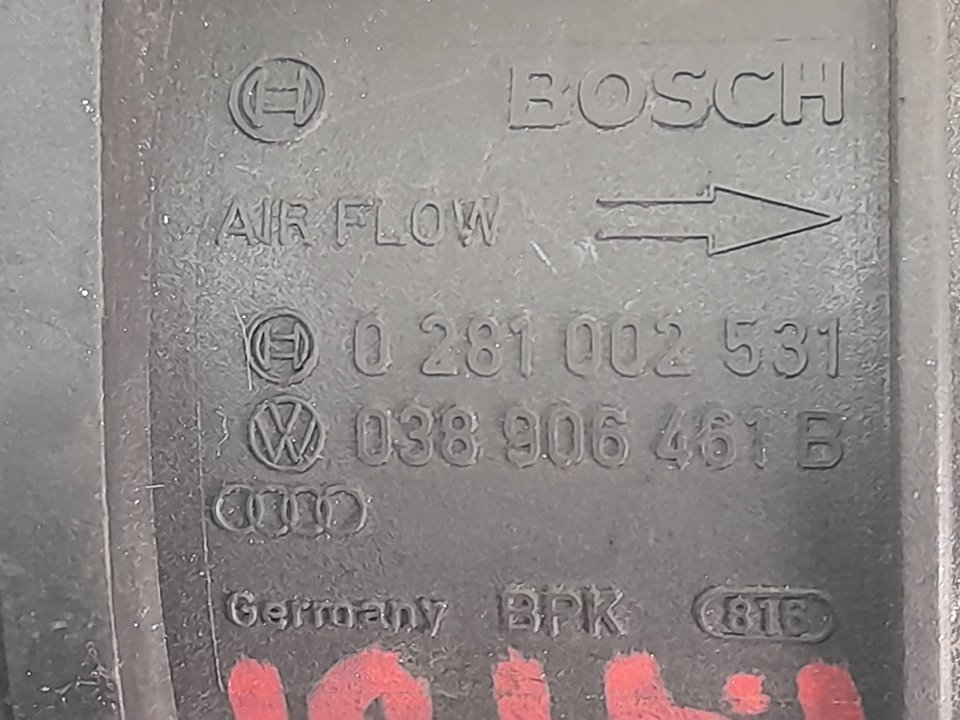 BOSCH
AIR FLOW
0 281 002 531
038 906 461 B
Germany BPK 816